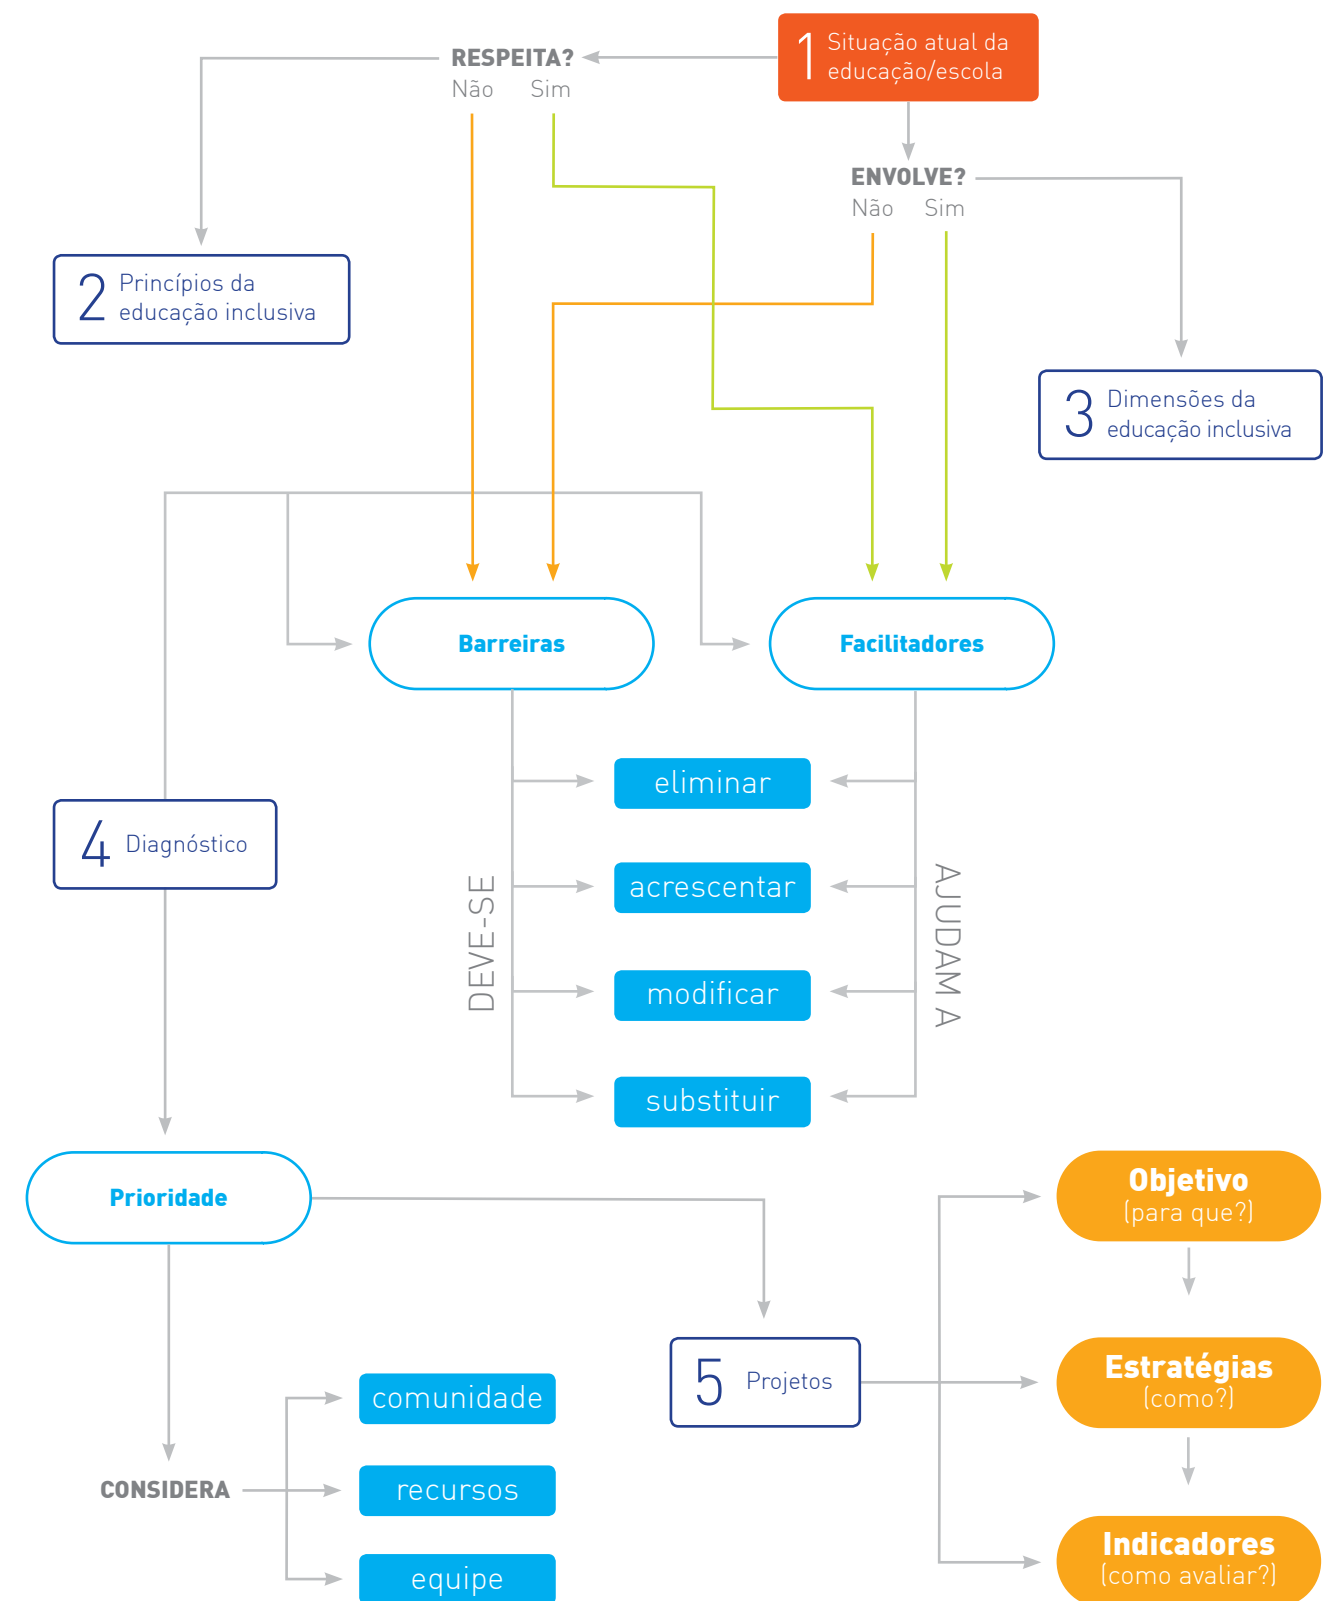 1 Situação atual da
educação/escola
RESPEITA?
Não Sim
ENVOLVE?
Não Sim
2 Princípios da
educação inclusiva
3 Dimensões da
educação inclusiva
Barreiras
Facilitadores
eliminar
4 Diagnóstico
DEVE-SE
acrescentar
AJUDAM A
modificar
substituir
Prioridade
Objetivo
(para que?)
5 Projetos
Estratégias
(como?)
comunidade
CONSIDERA
recursos
Indicadores
(como avaliar?)
equipe